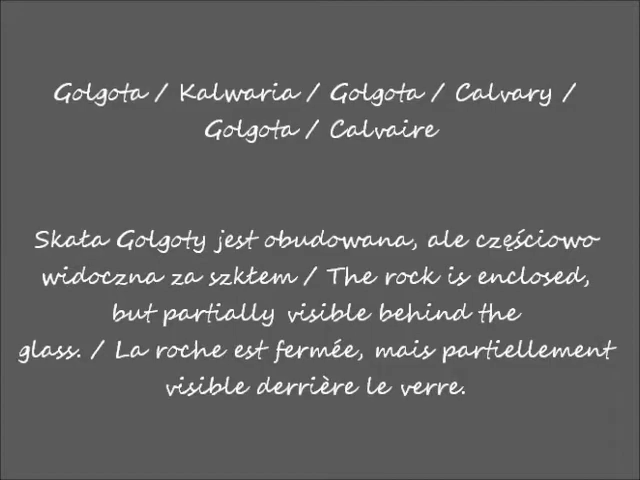 Golgota / Kalwaria / Golgota / Calvary /
Golgota / Calvaire
Skała Golgoty jest obudowana, ale częściowo
widoczna za szkłem / The rock is enclosed,
but partially visible behind the
glass. / La roche est fermée, mais partiellement
visible derrière le verre.